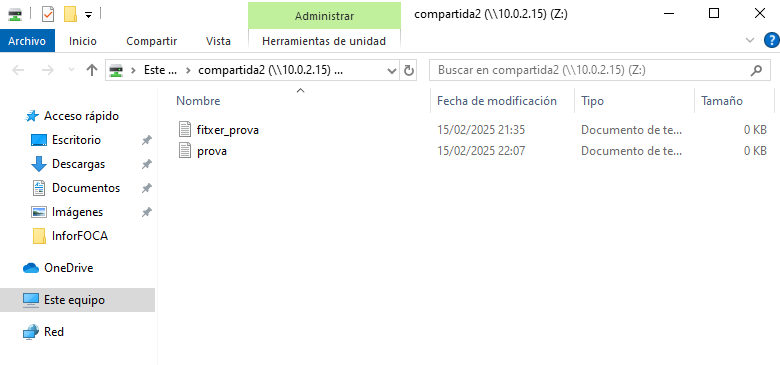 Administrar
compartida2 (\\10.0.2.15) (Z:)
Archivo
Inicio
Compartir
Vista
Herramientas de unidad
Este ...
compartida2 (\\10.0.2.15) ...
Buscar en compartida2 (\\10.0.2.15) (Z:)
Nombre
Fecha de modificación
Tipo
Tamaño
Acceso rápido
Escritorio
Descargas
Documentos
Imágenes
InforFOCA
OneDrive
Este equipo
Red
fitxer_prova
15/02/2025 21:35
Documento de te...
0 KB
prova
15/02/2025 22:07
Documento de te...
0 KB